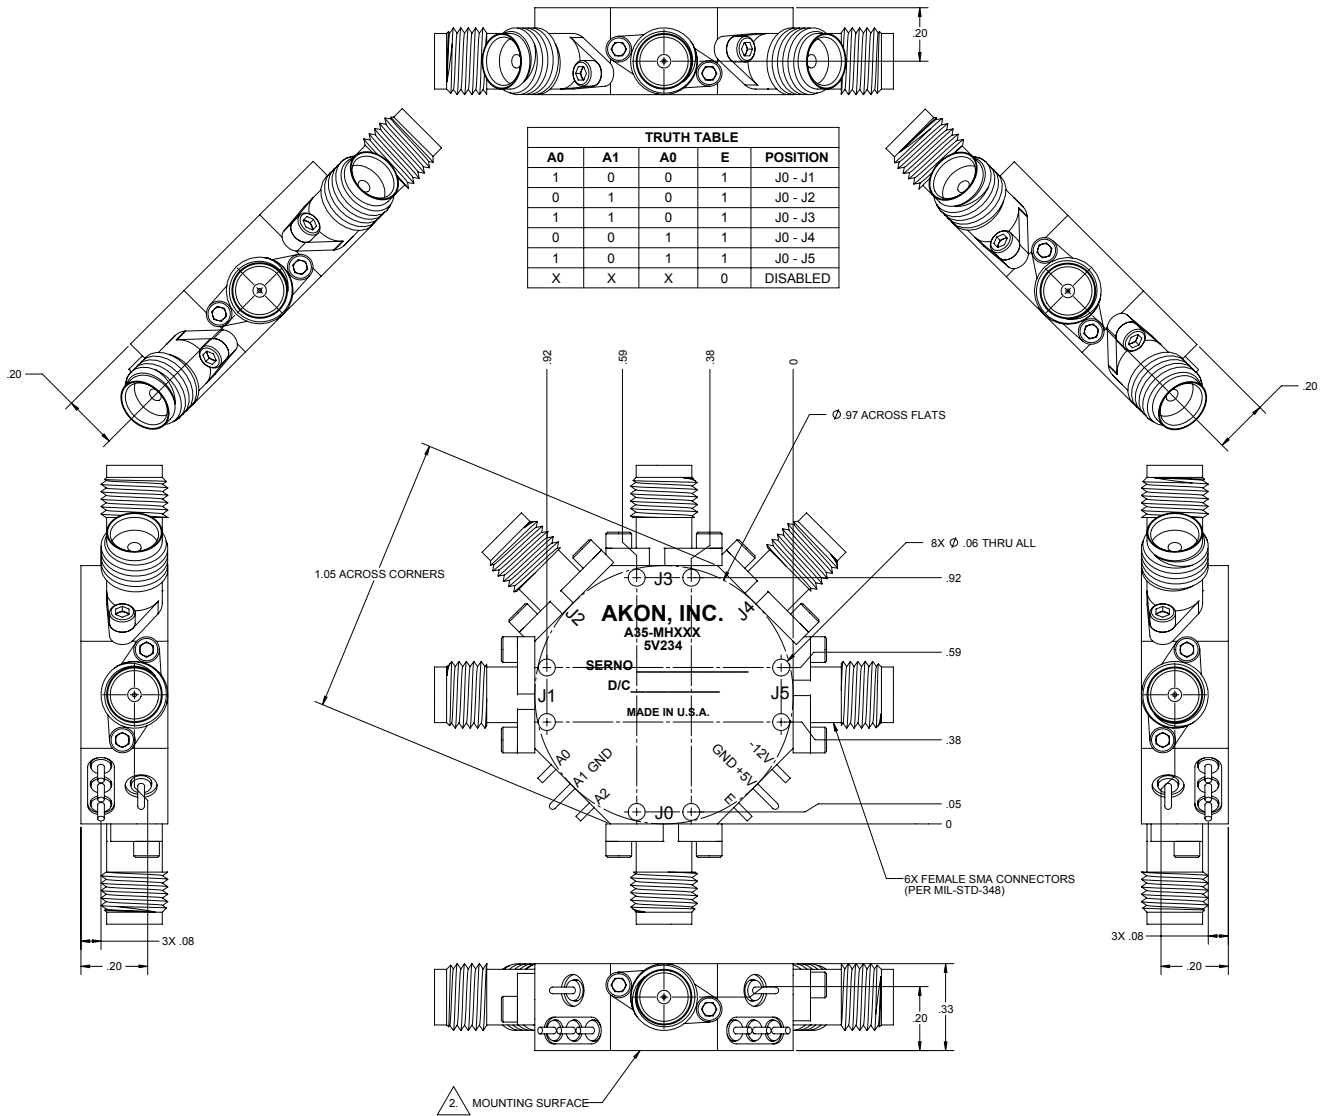 .20
TRUTH TABLE
A0 A1 A0 E POSITION
1 0 0 1 J0 - J1
0 1 0 1 J0 - J2
1 1 0 1 J0 - J3
0 0 1 1 J0 - J4
1 0 1 1 J0 - J5
X X X 0 DISABLED
.20
.20
.92
.59
.38
0
Ø.97 ACROSS FLATS
8X Ø .06 THRU ALL
1.05 ACROSS CORNERS
.92
J3
J2
J4
AKON, INC.
A35-MHXXX
5V234
.59
SERNO
D/C
J1
J5
MADE IN U.S.A.
.38
A0
A1 GND
A2
-12V
GND +5V
E
J0
.05
0
6X FEMALE SMA CONNECTORS
(PER MIL-STD-348)
3X .08
.20
3X .08
.20
.20
.33
2. MOUNTING SURFACE